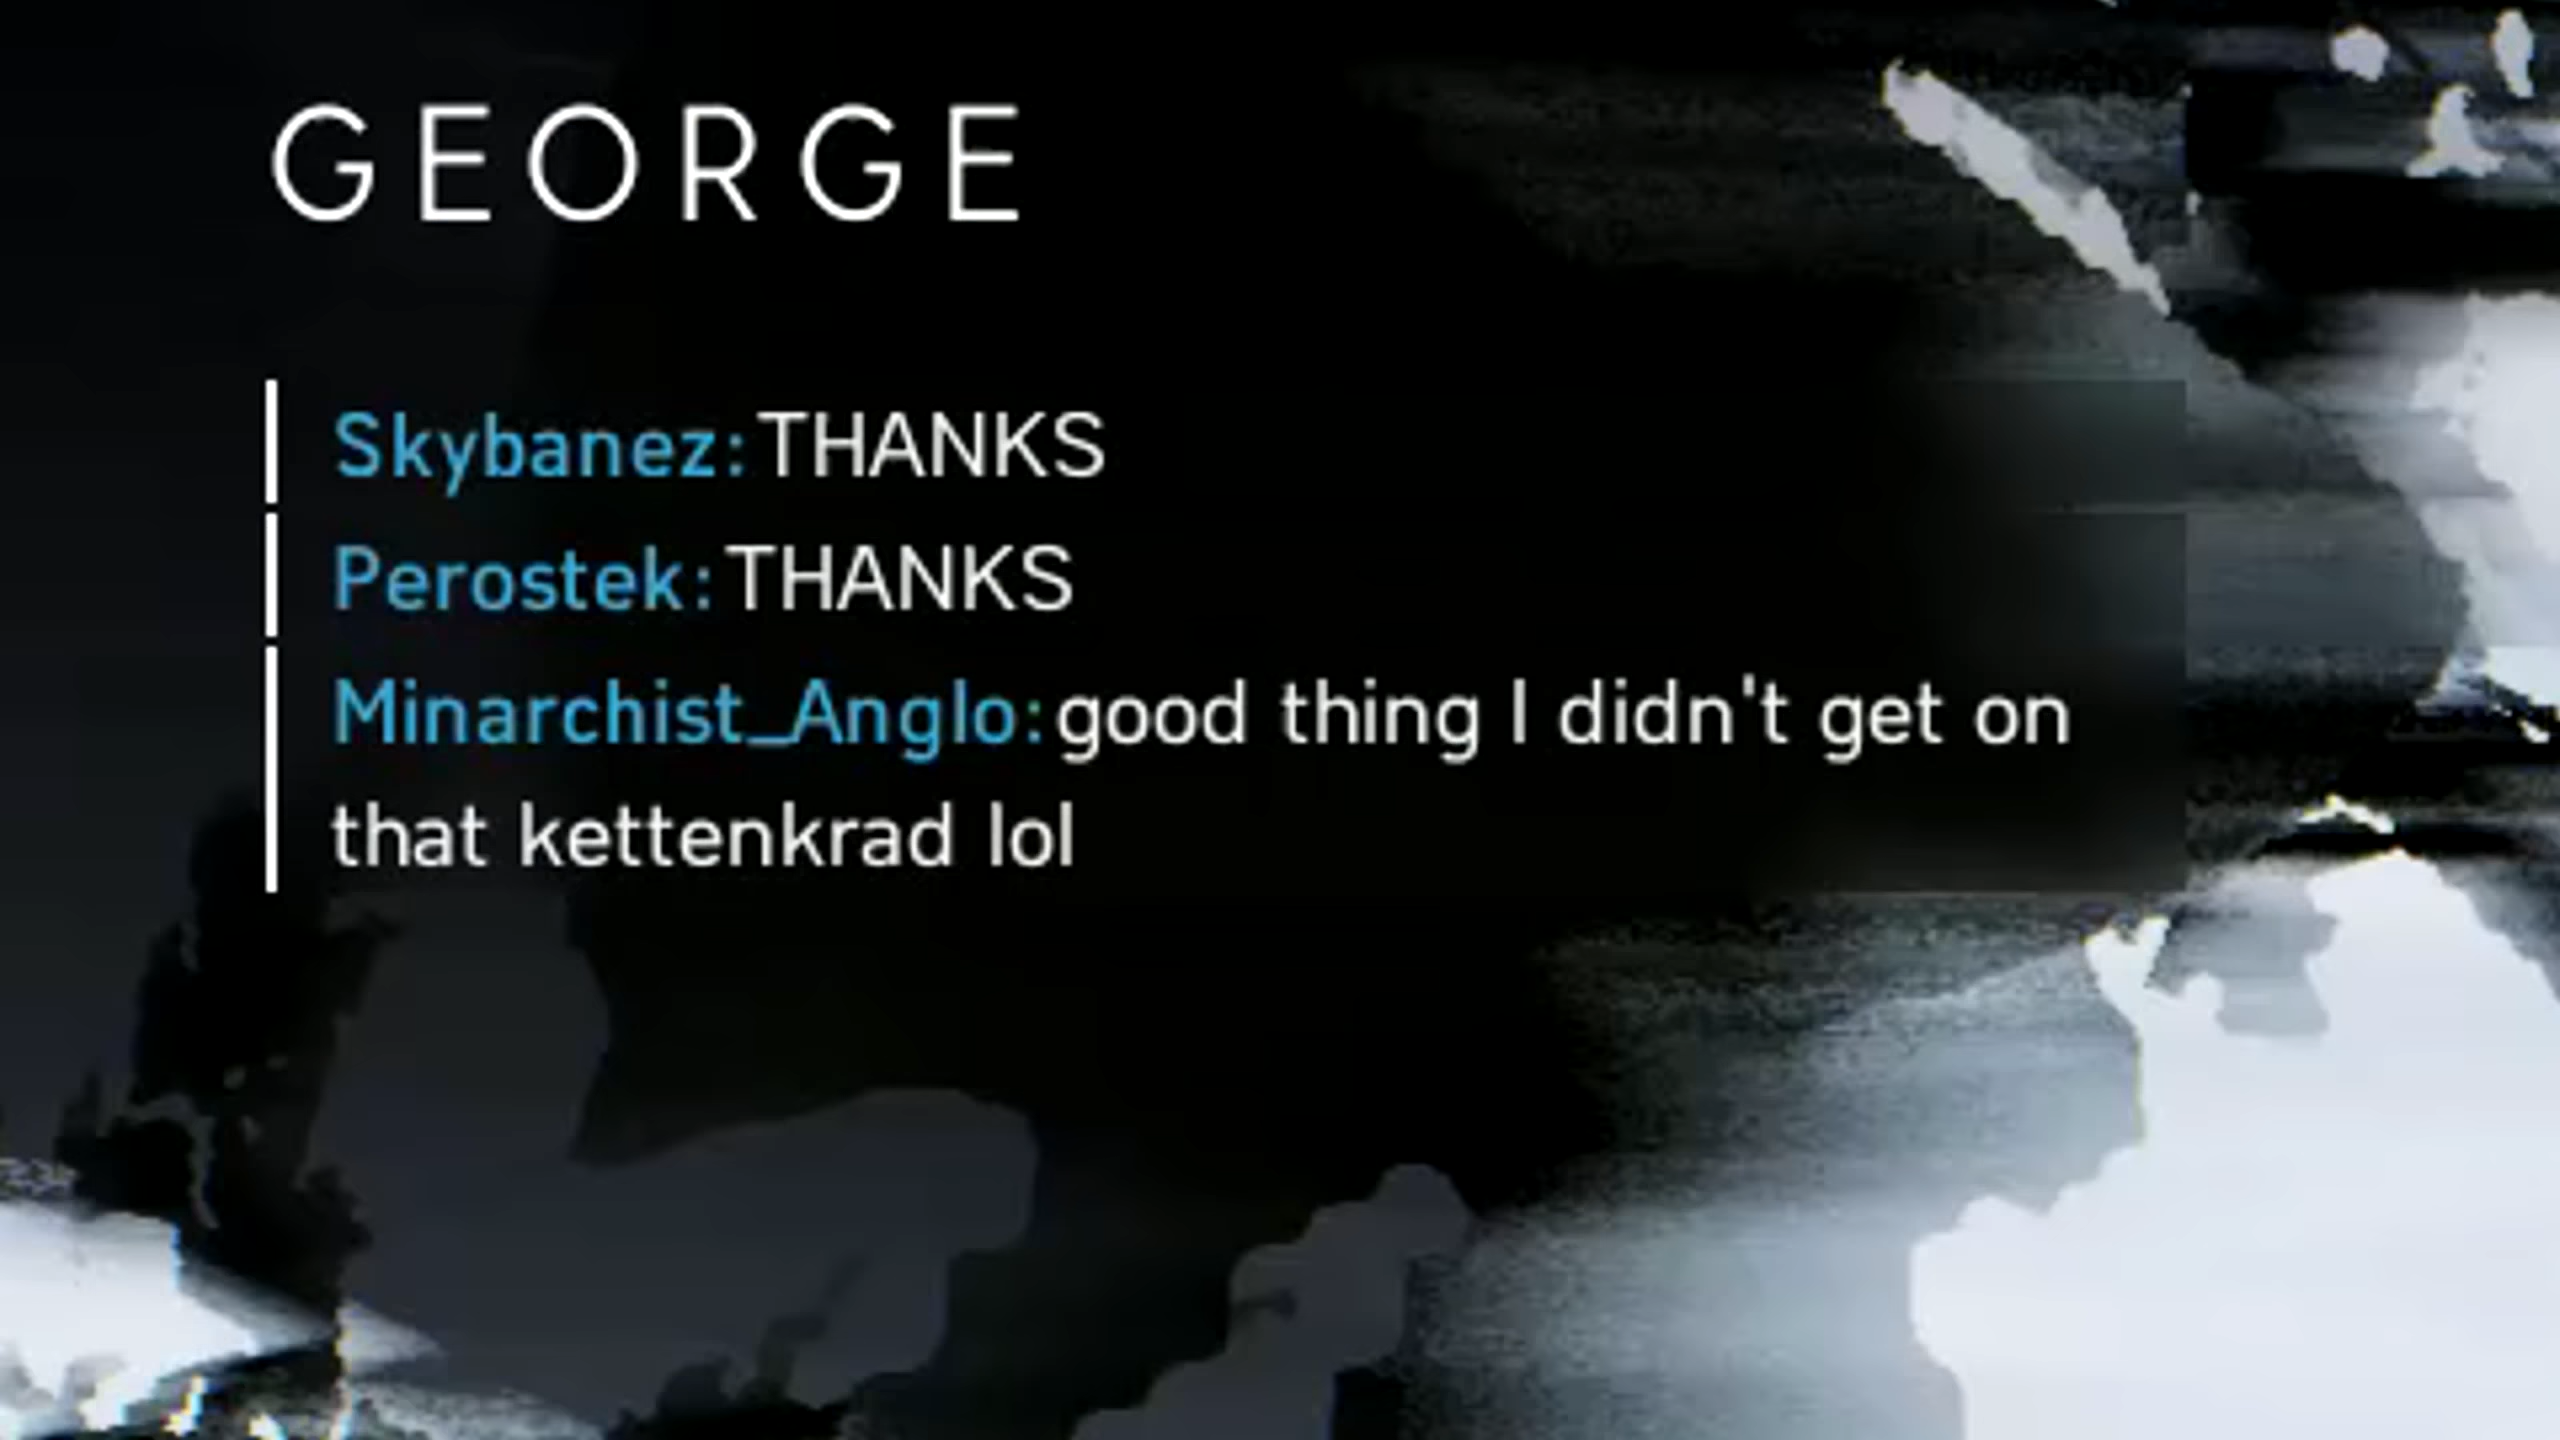 GEORGE
Skybanez: THANKS
Perostek: THANKS
Minarchist_Anglo: good thing I didn't get on
that kettenkrad lol